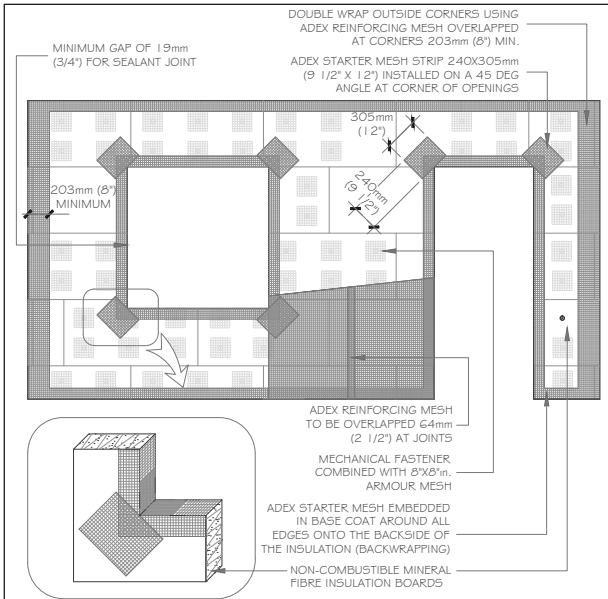 DOUBLE WRAP OUTSIDE CORNERS USING
ADEX REINFORCING MESH OVERLAPPED
AT CORNERS 203mm (8") MIN.
MINIMUM GAP OF 19mm
(3/4") FOR SEALANT JOINT
ADEX STARTER MESH STRIP 240X305mm
(9 1/2" X 12") INSTALLED ON A 45 DEG
ANGLE AT CORNER OF OPENINGS
305mm
(12")
240mm
(9 1/2")
203mm (8")
MINIMUM
ADEX REINFORCING MESH
TO BE OVERLAPPED 64mm
(2 1/2") AT JOINTS
MECHANICAL FASTENER
COMBINED WITH 8"X8"in.
ARMOUR MESH
ADEX STARTER MESH EMBEDDED
IN BASE COAT AROUND ALL
EDGES ONTO THE BACKSIDE OF
THE INSULATION (BACKWRAPPING)
NON-COMBUSTIBLE MINERAL
FIBRE INSULATION BOARDS